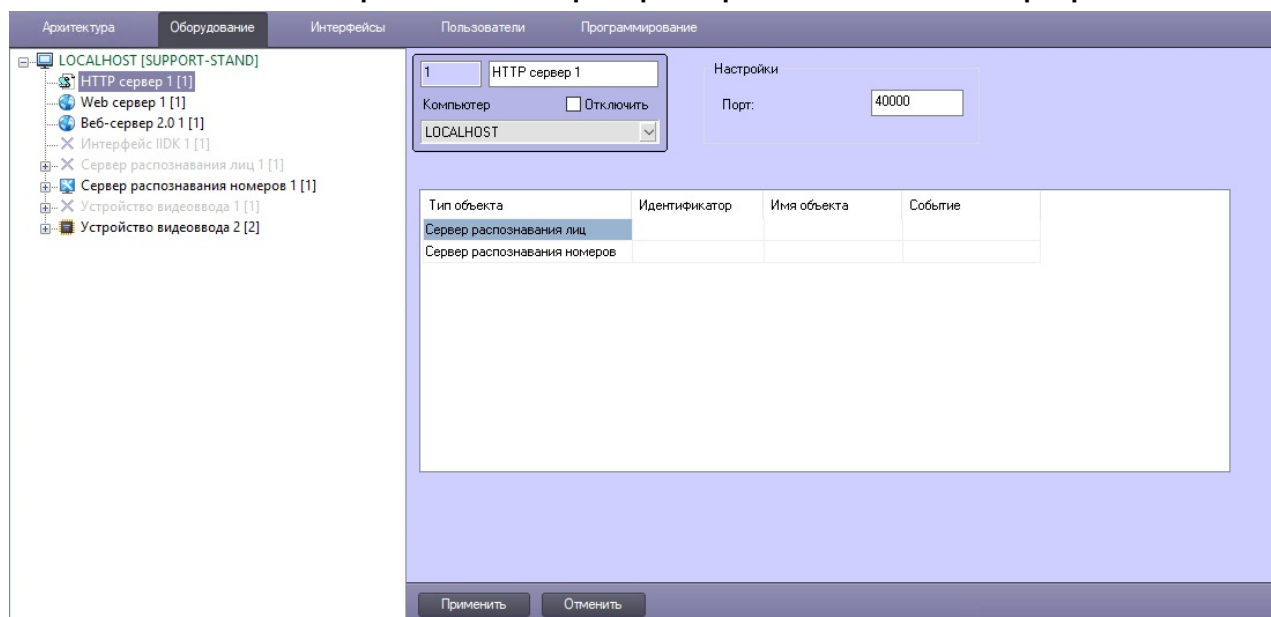 Архитектура Оборудование Интерфейсы Пользователи Программирование
LOCALHOST [SUPPORT-STAND]
HTTP сервер 1 [1]
Web сервер 1 [1]
Веб-сервер 2.0 1 [1]
Интерфейс IIDK 1 [1]
Сервер распознавания лиц 1 [1]
Сервер распознавания номеров 1 [1]
Устройство видеоввода 1 [1]
Устройство видеоввода 2 [2]
1 HTTP сервер 1
Компьютер Отключить
LOCALHOST
Настройки
Порт: 40000
Тип объекта Идентификатор Имя объекта Событие
Сервер распознавания лиц
Сервер распознавания номеров
Применить Отменить